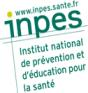 www.inpes.sante.fr
inpes
Institut national
de prévention et
d'éducation pour
la santé